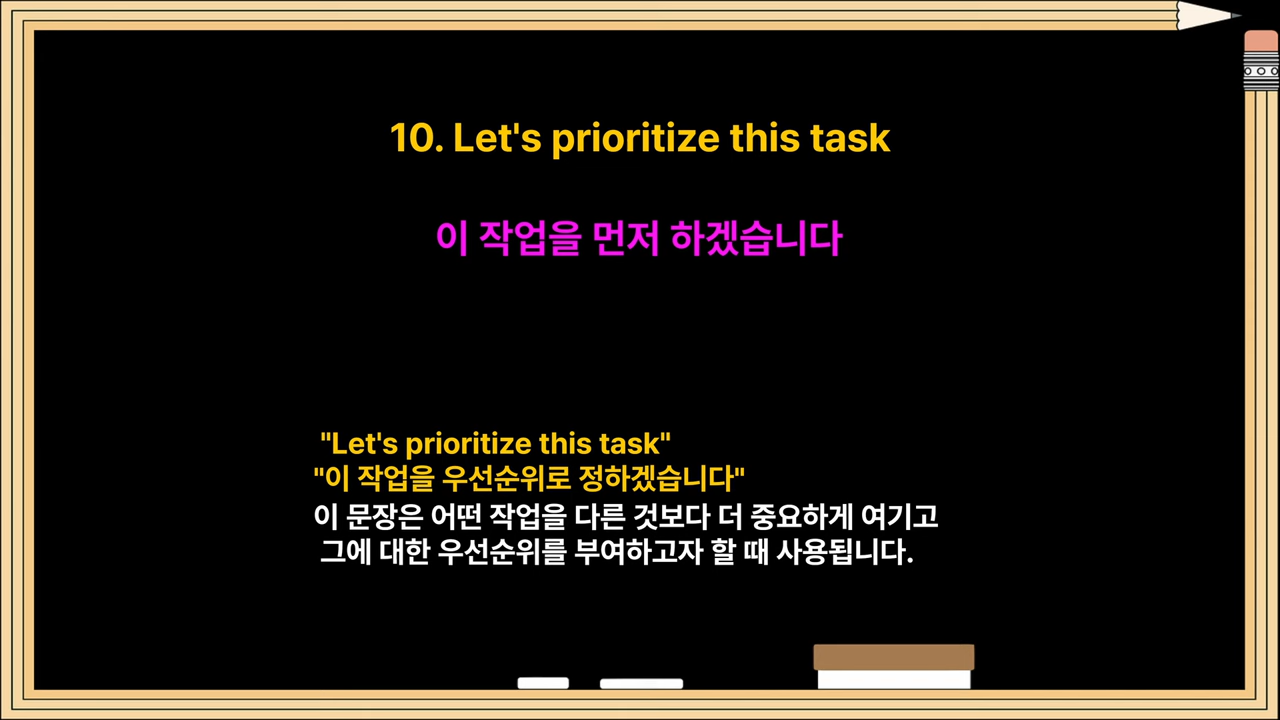 10. Let's prioritize this task
이 작업을 먼저 하겠습니다
"Let's prioritize this task"
"이 작업을 우선순위로 정하겠습니다"
이 문장은 어떤 작업을 다른 것보다 더 중요하게 여기고
그에 대한 우선순위를 부여하고자 할 때 사용됩니다.